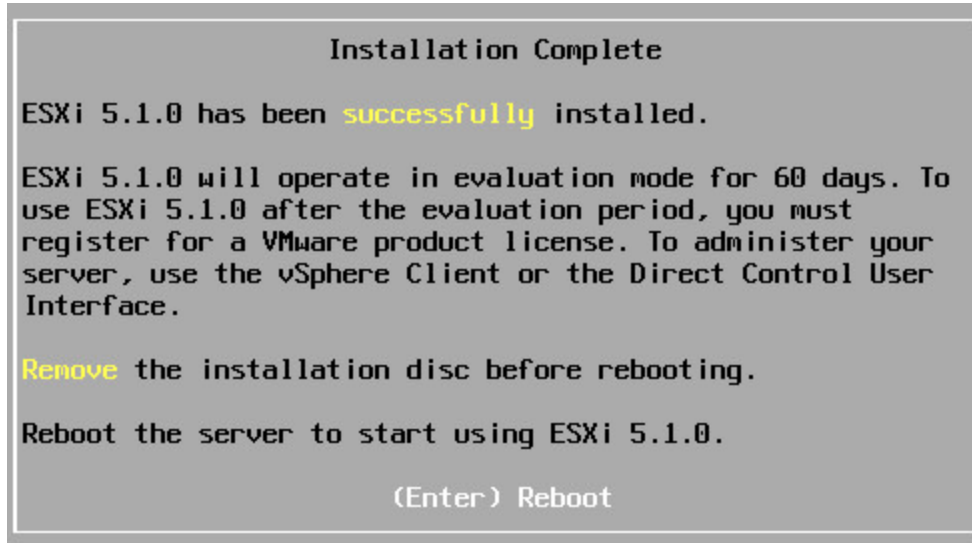 Installation Complete
ESXi 5.1.0 has been successfully installed.
ESXi 5.1.0 will operate in evaluation mode for 60 days. To
use ESXi 5.1.0 after the evaluation period, you must
register for a VMware product license. To administer your
server, use the vSphere Client or the Direct Control User
Interface.
Remove the installation disc before rebooting.
Reboot the server to start using ESXi 5.1.0.
(Enter) Reboot